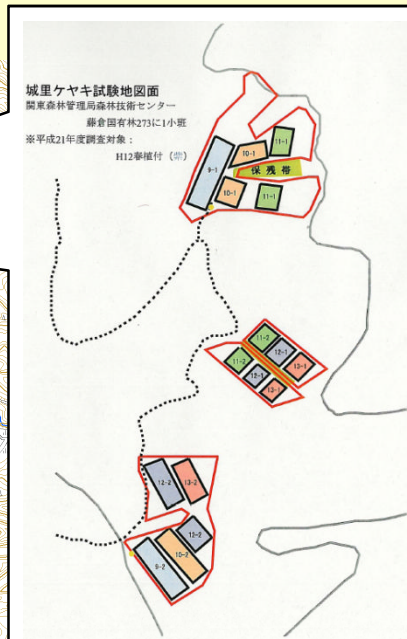 城里ケヤキ試験地図面
関東森林管理局森林技術センター
藤倉国有林273に1小班
※平成21年度調査対象:
H12春植付(紫)
11-1
10-1
9-1
保残帯
10-1
11-1
11-2
12-1
11-2
13-1
12-1
13-1
12-2
13-2
12-2
10-2
9-2